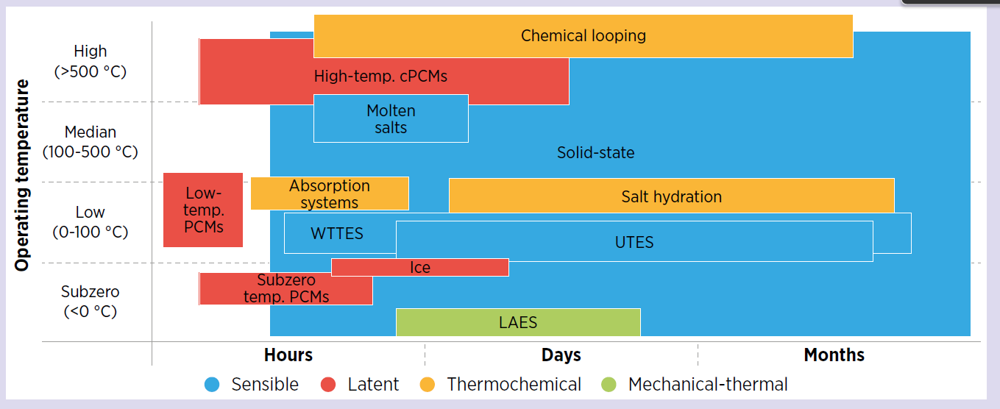 Operating temperature
High
(>500 °C)
Median
(100-500 °C)
Low
(0-100 °C)
Subzero
(<0 °C)
Chemical looping
High-temp. cPCMs
Molten
salts
Solid-state
Low-
temp.
PCMs
Absorption
systems
Salt hydration
WTTES
UTES
Ice
Subzero
temp. PCMs
LAES
Hours
Days
Months
Sensible
Latent
Thermochemical
Mechanical-thermal